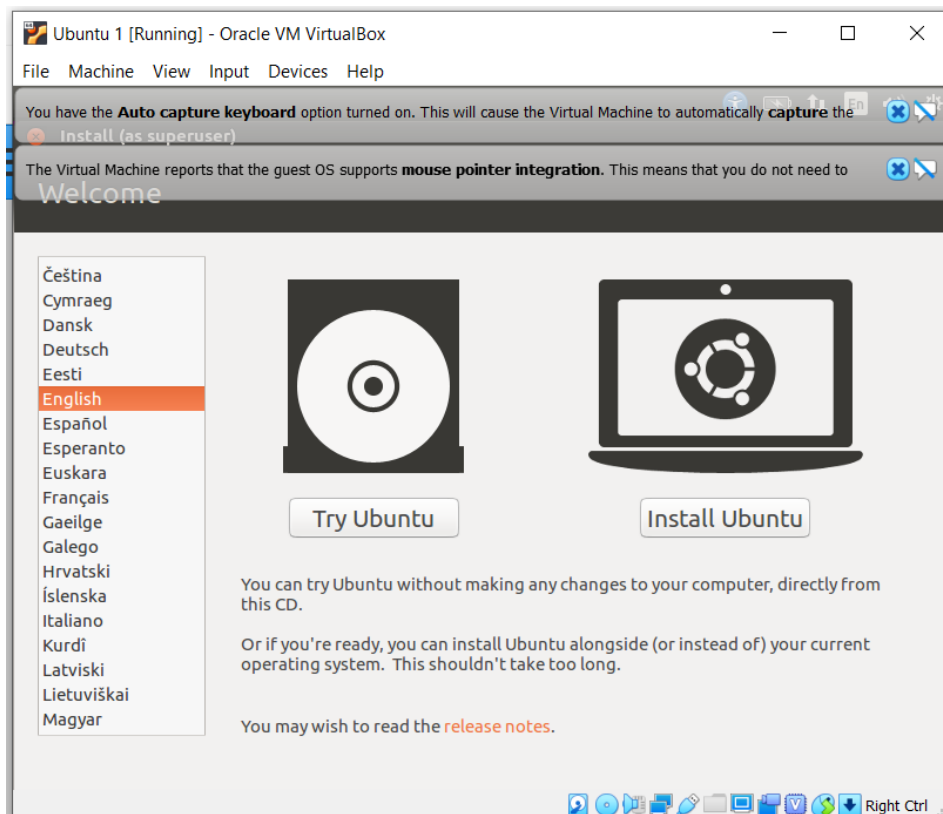 Ubuntu 1 [Running] - Oracle VM VirtualBox
File Machine View Input Devices Help
You have the Auto capture keyboard option turned on. This will cause the Virtual Machine to automatically capture the
En
Install (as superuser)
The Virtual Machine reports that the guest OS supports mouse pointer integration. This means that you do not need to
Welcome
Čeština
Cymraeg
Dansk
Deutsch
Eesti
English
Español
Esperanto
Euskara
Français
Gaeilge
Galego
Hrvatski
Íslenska
Italiano
Kurdî
Latviski
Lietuviškai
Magyar
Try Ubuntu
Install Ubuntu
You can try Ubuntu without making any changes to your computer, directly from
this CD.
Or if you're ready, you can install Ubuntu alongside (or instead of) your current
operating system. This shouldn't take too long.
You may wish to read the release notes.
Right Ctrl